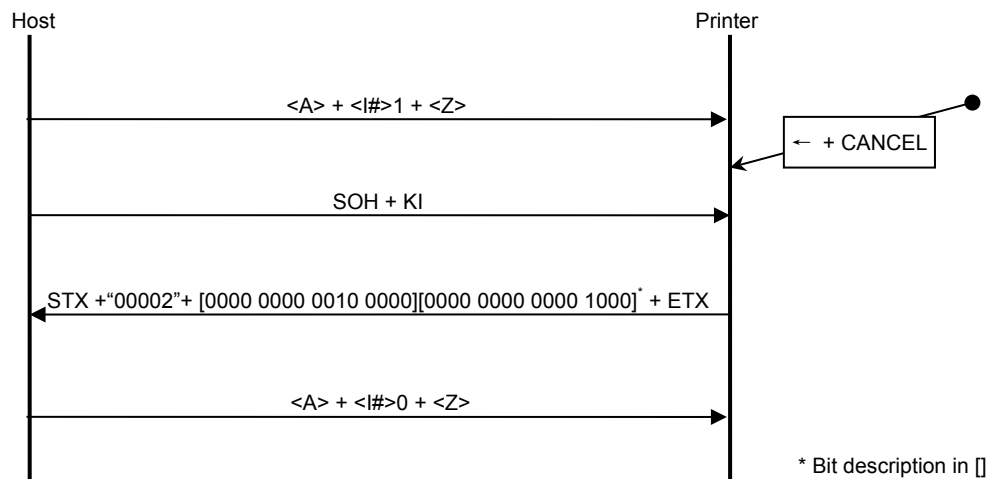 Host
Printer
<A> + <I#>1 + <Z>
← + CANCEL
SOH + KI
STX +“00002”+ [0000 0000 0010 0000][0000 0000 0000 1000]* + ETX
<A> + <I#>0 + <Z>
* Bit description in []